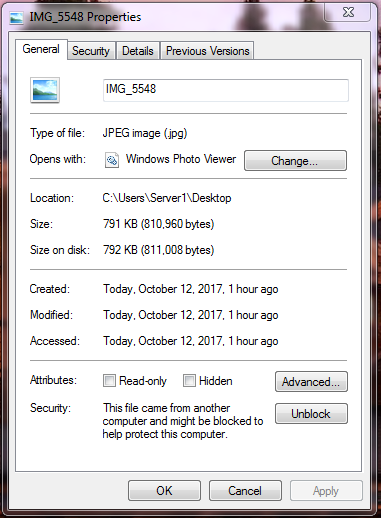 IMG_5548 Properties
General Security Details Previous Versions
IMG_5548
Type of file: JPEG image (.jpg)
Opens with: Windows Photo Viewer Change...
Location: C:\Users\Server1\Desktop
Size: 791 KB (810,960 bytes)
Size on disk: 792 KB (811,008 bytes)
Created: Today, October 12, 2017, 1 hour ago
Modified: Today, October 12, 2017, 1 hour ago
Accessed: Today, October 12, 2017, 1 hour ago
Attributes: Read-only Hidden Advanced...
Security: This file came from another Unblock
computer and might be blocked to
help protect this computer.
OK Cancel Apply